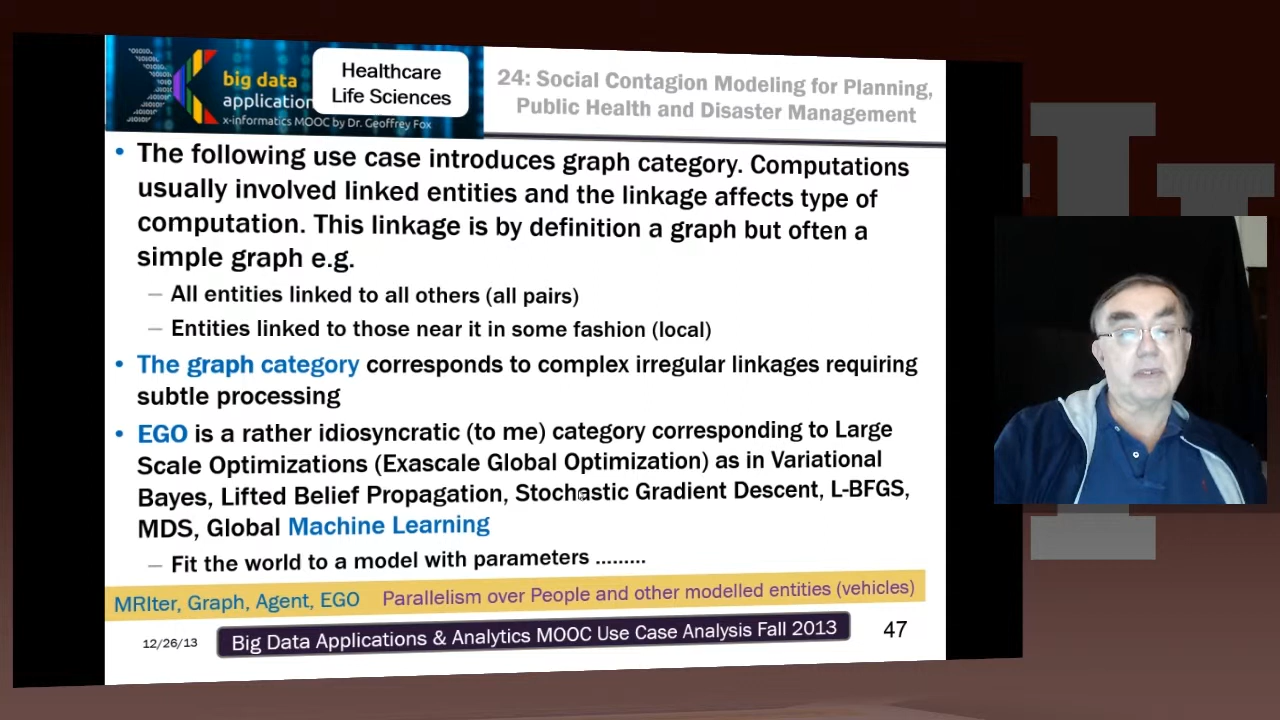 big data
application
x-informatics MOOC by Dr. Geoffrey Fox
Healthcare
Life Sciences
24: Social Contagion Modeling for Planning,
Public Health and Disaster Management
• The following use case introduces graph category. Computations
usually involved linked entities and the linkage affects type of
computation. This linkage is by definition a graph but often a
simple graph e.g.
– All entities linked to all others (all pairs)
– Entities linked to those near it in some fashion (local)
• The graph category corresponds to complex irregular linkages requiring
subtle processing
• EGO is a rather idiosyncratic (to me) category corresponding to Large
Scale Optimizations (Exascale Global Optimization) as in Variational
Bayes, Lifted Belief Propagation, Stochastic Gradient Descent, L-BFGS,
MDS, Global Machine Learning
– Fit the world to a model with parameters .........
MRIter, Graph, Agent, EGO Parallelism over People and other modelled entities (vehicles)
12/26/13 Big Data Applications & Analytics MOOC Use Case Analysis Fall 2013 47